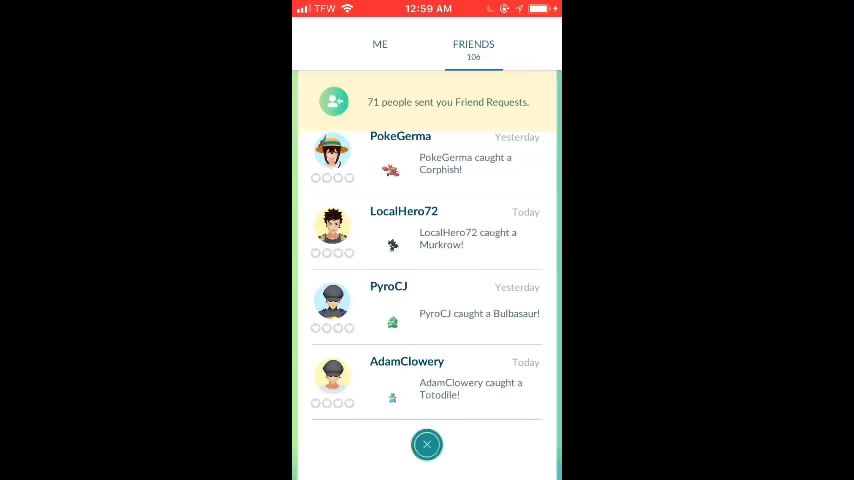 TFW 12:59 AM
ME FRIENDS
106
71 people sent you Friend Requests.
PokeGerma Yesterday
PokeGerma caught a
Corphish!
LocalHero72 Today
LocalHero72 caught a
Murkrow!
PyroCJ Yesterday
PyroCJ caught a Bulbasaur!
AdamClowery Today
AdamClowery caught a
Totodile!